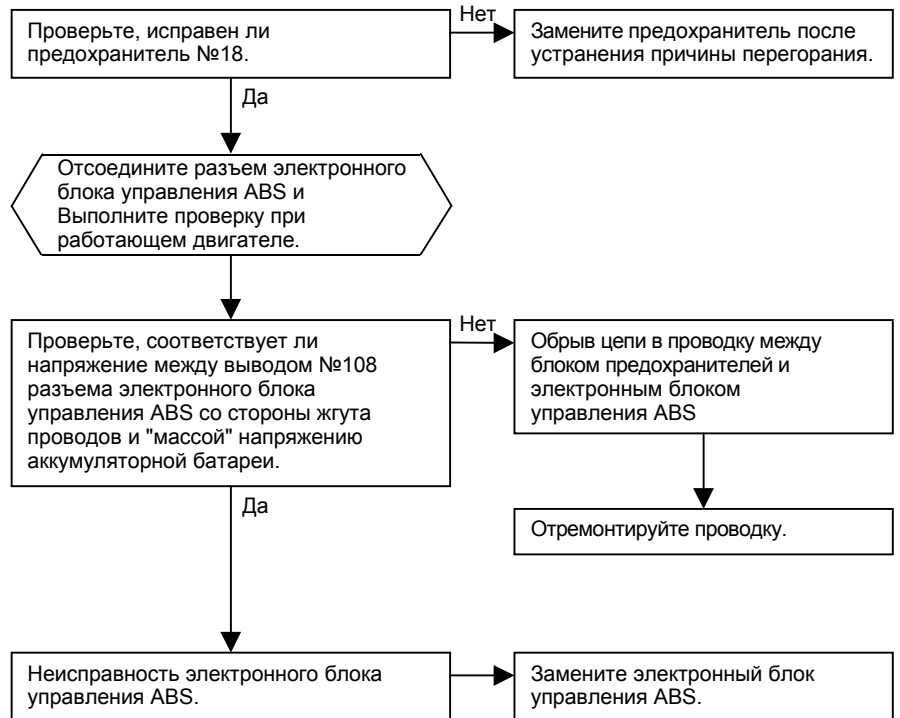 Проверьте, исправен ли
предохранитель №18.
Нет
Замените предохранитель после
устранения причины перегорания.
Да
Отсоедините разъем электронного
блока управления ABS и
Выполните проверку при
работающем двигателе.
Проверьте, соответствует ли
напряжение между выводом №108
разъема электронного блока
управления ABS со стороны жгута
проводов и "массой" напряжению
аккумуляторной батареи.
Нет
Обрыв цепи в проводку между
блоком предохранителей и
электронным блоком
управления ABS
Да
Отремонтируйте проводку.
Неисправность электронного блока
управления ABS.
Замените электронный блок
управления ABS.